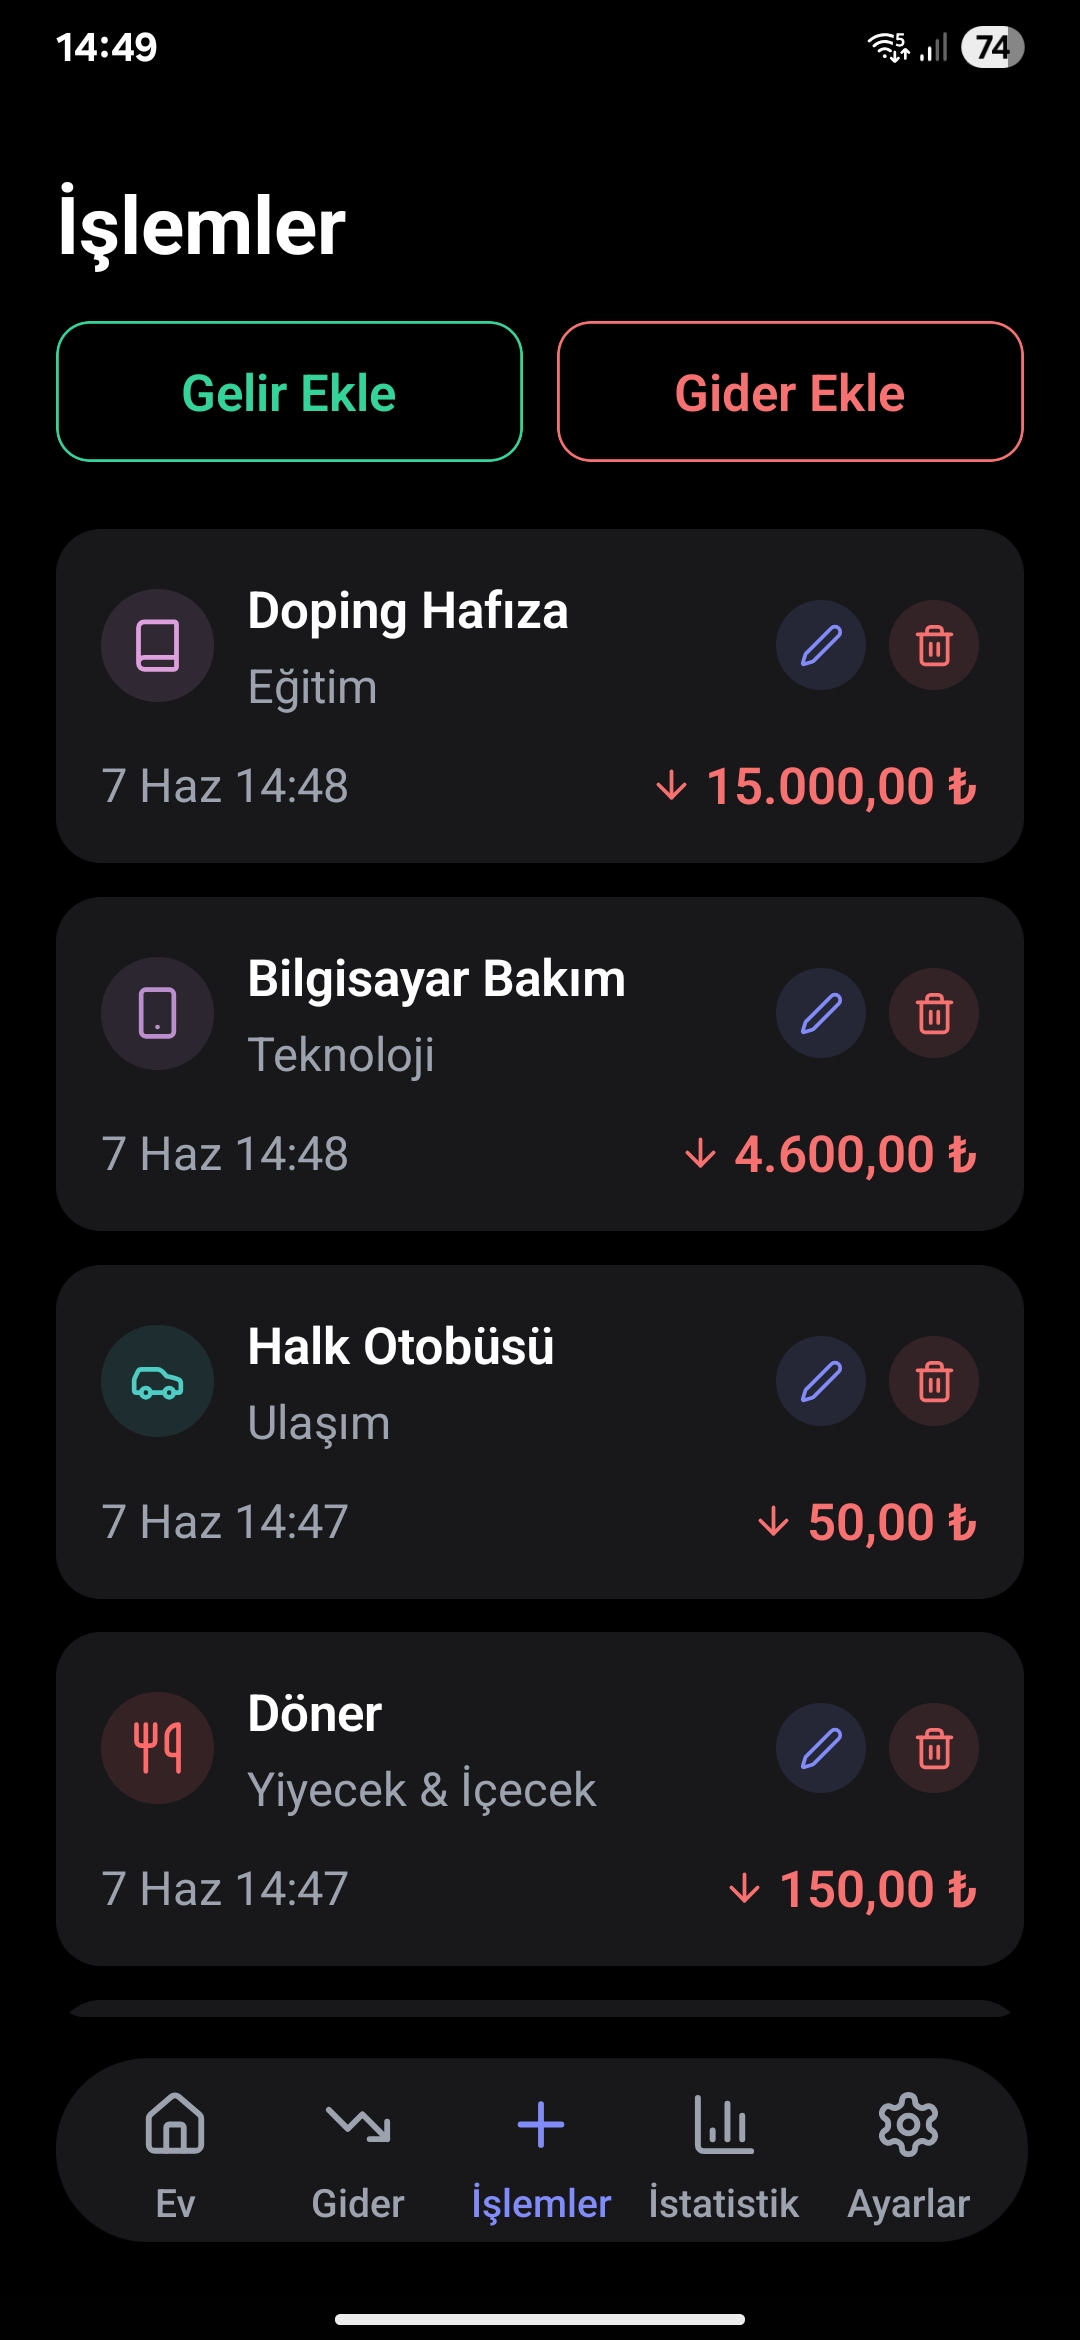 14:49
5
74
İşlemler
Gelir Ekle
Gider Ekle
Doping Hafıza
Eğitim
7 Haz 14:48
15.000,00 ₺
Bilgisayar Bakım
Teknoloji
7 Haz 14:48
4.600,00 ₺
Halk Otobüsü
Ulaşım
7 Haz 14:47
50,00 ₺
Döner
Yiyecek & İçecek
7 Haz 14:47
150,00 ₺
Ev
Gider
İşlemler
İstatistik
Ayarlar